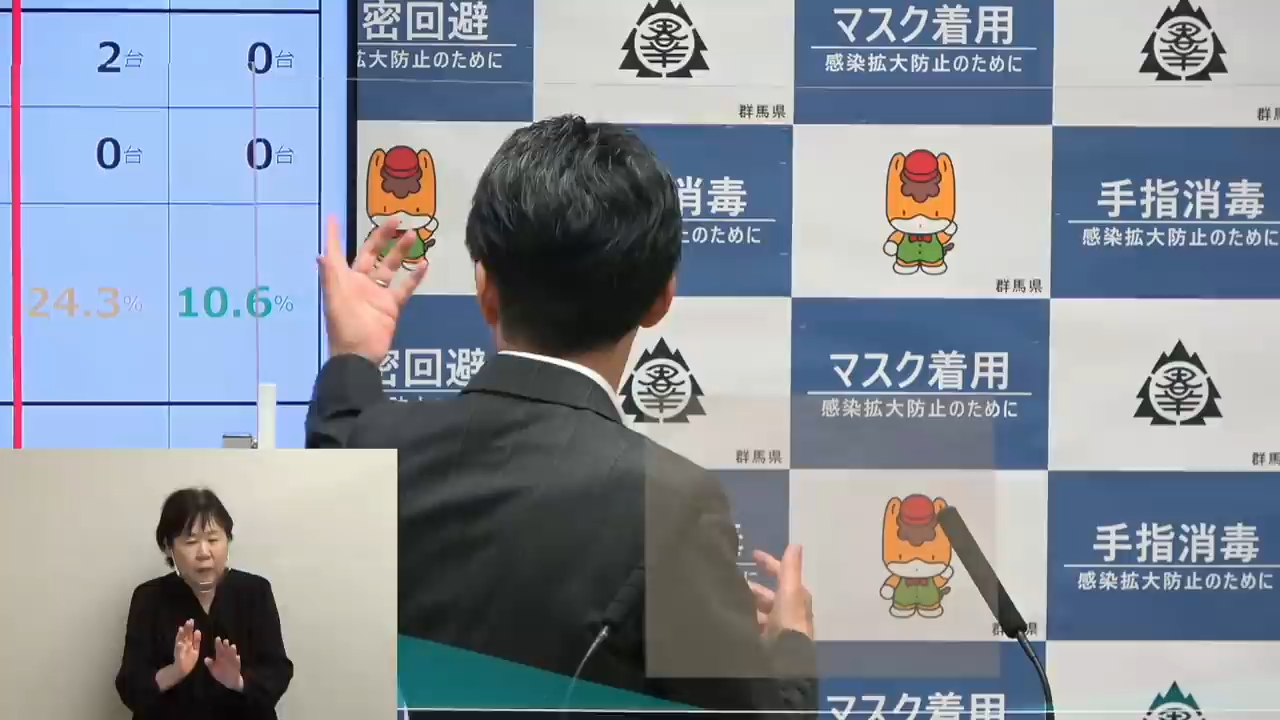 2台 0台
0台 0台
24.3% 10.6%
密回避
拡大防止のために
マスク着用
感染拡大防止のために
群馬県
消毒
止のために
手指消毒
感染拡大防止のために
群馬県
密回避
マスク着用
感染拡大防止のために
群馬県
群馬
手指消毒
感染拡大防止のために
県
マスク着用